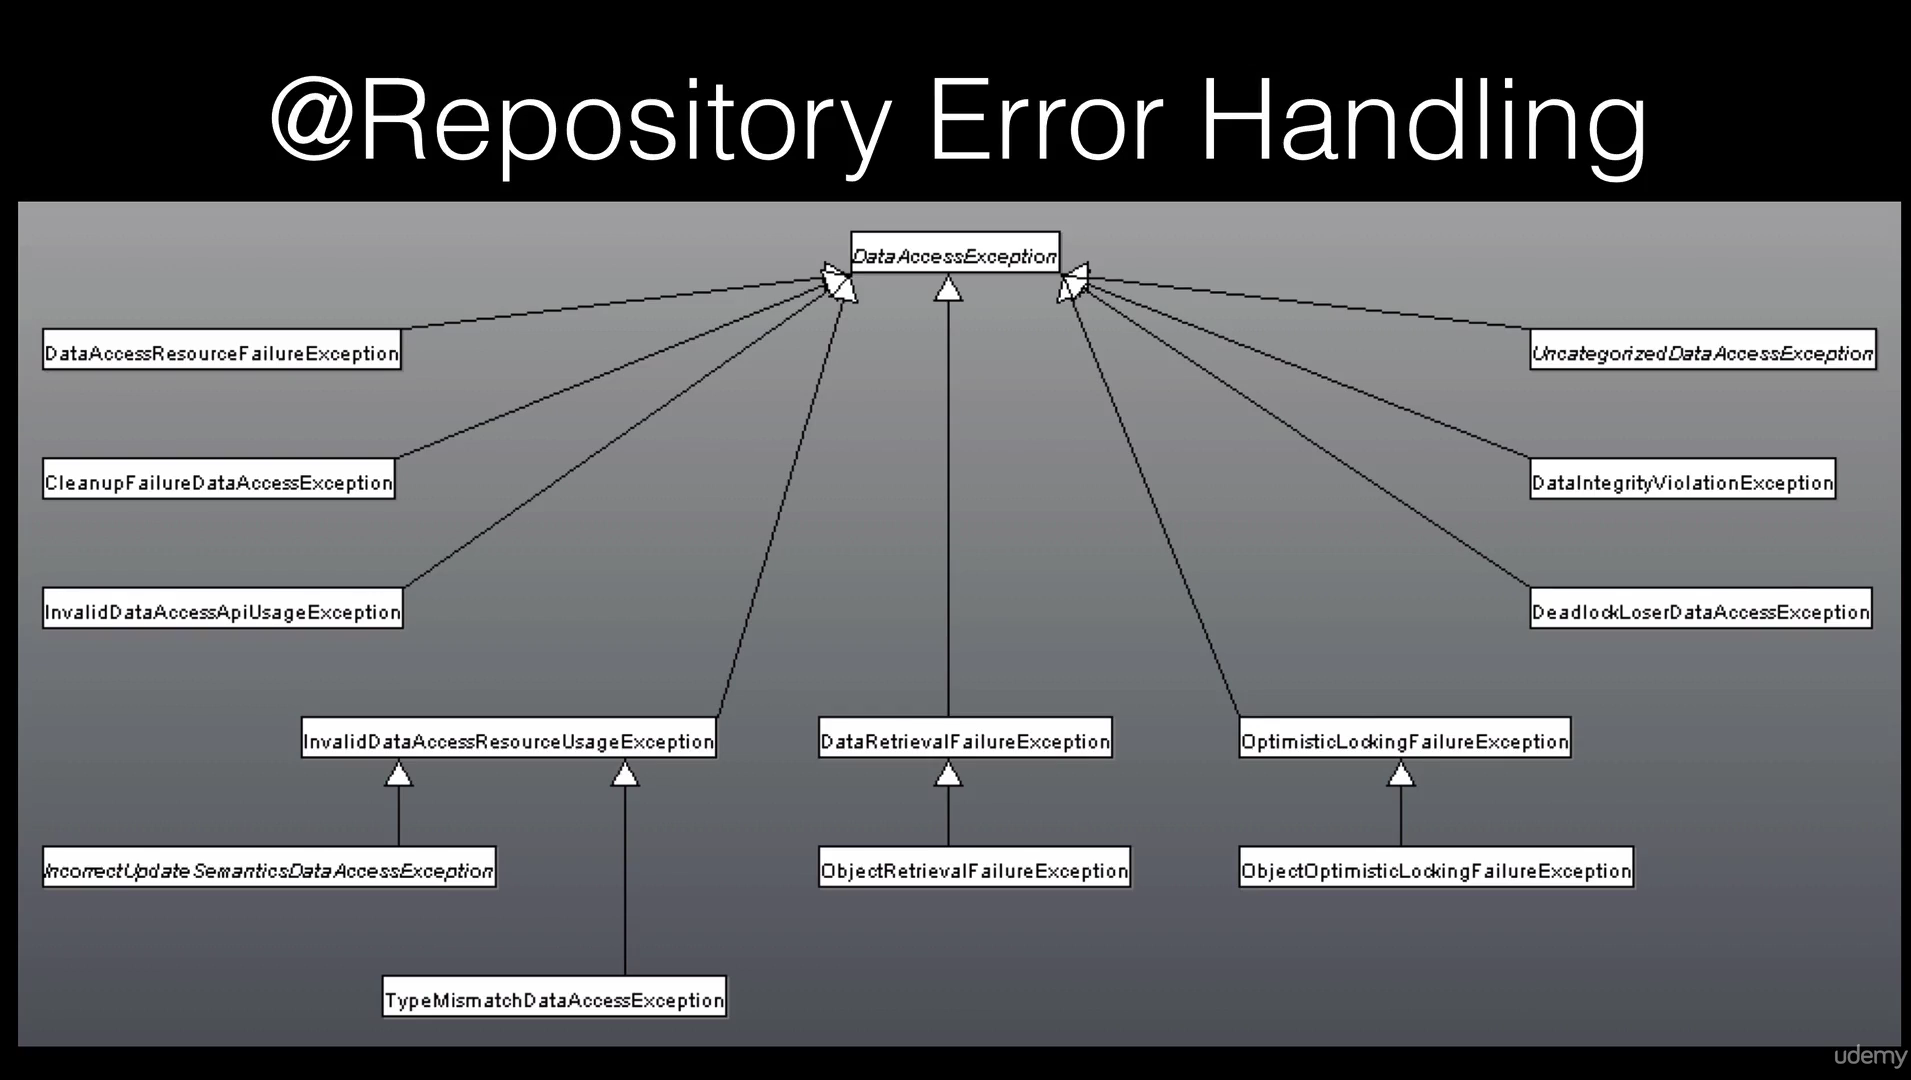 @Repository Error Handling
DataAccessException
DataAccessResourceFailureException
UncategorizedDataAccessException
CleanupFailureDataAccessException
DataIntegrityViolationException
InvalidDataAccessApiUsageException
DeadlockLoserDataAccessException
InvalidDataAccessResourceUsageException
DataRetrievalFailureException
OptimisticLockingFailureException
IncorrectUpdateSemanticsDataAccessException
ObjectRetrievalFailureException
ObjectOptimisticLockingFailureException
TypeMismatchDataAccessException
udemy